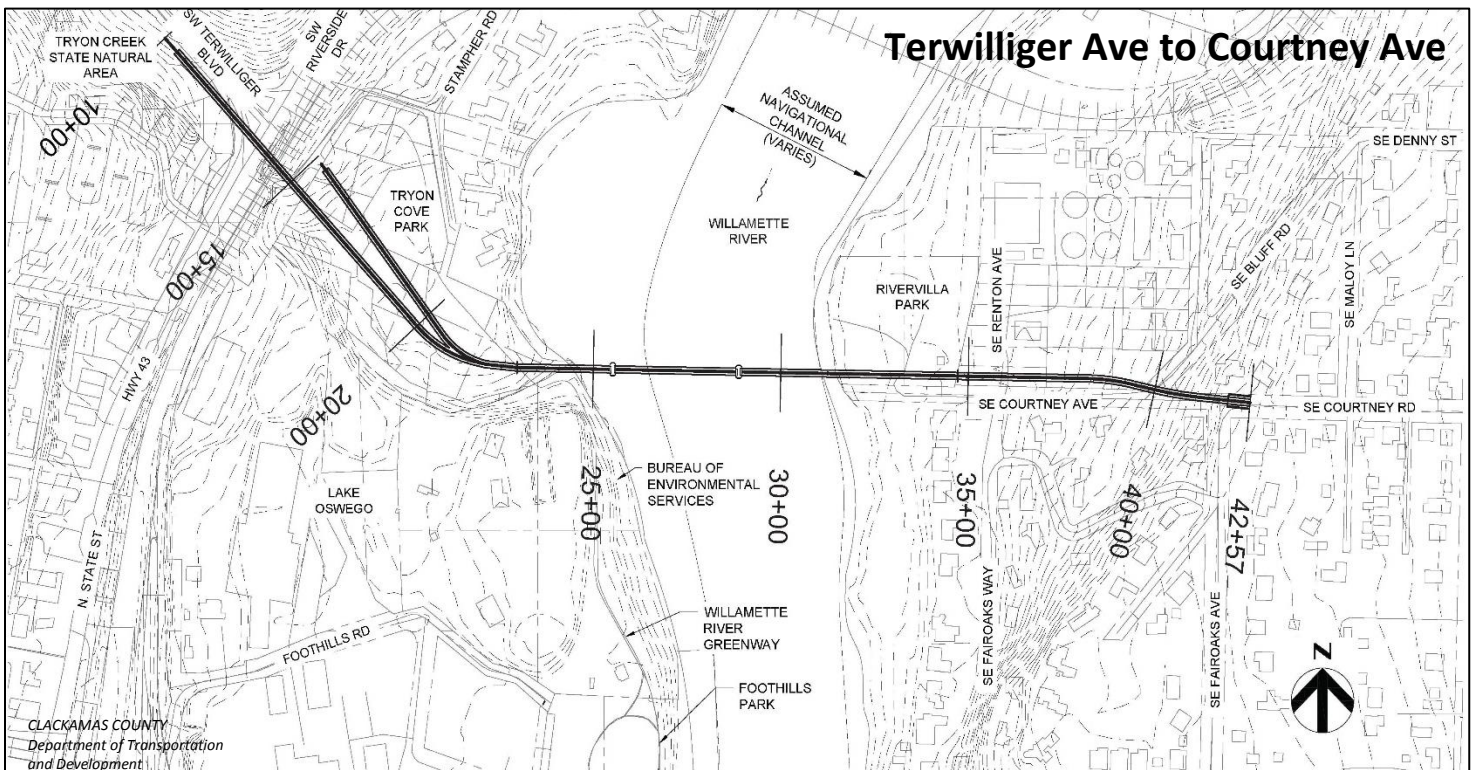 Terwilliger Ave to Courtney Ave
TRYON CREEK
STATE NATURAL
AREA
SW TERWILLIGER
BLVD
SW
RIVERSIDE
DR
STAMPHER RD
10+00
ASSUMED
NAVIGATIONAL
CHANNEL
(VARIES)
SE DENNY ST
TRYON
COVE
PARK
WILLAMETTE
RIVER
15+00
RIVERVILLA
PARK
SE RENTON AVE
SE BLUFF RD
SE MALOY LN
HWY 43
20+00
SE COURTNEY AVE
SE COURTNEY RD
N. STATE ST
LAKE
OSWEGO
25+00
BUREAU OF
ENVIRONMENTAL
SERVICES
30+00
35+00
40+00
42+57
FOOTHILLS RD
WILLAMETTE
RIVER
GREENWAY
SE FAIROAKS WAY
SE FAIROAKS AVE
N
FOOTHILLS
PARK
CLACKAMAS COUNTY
Department of Transportation
and Development